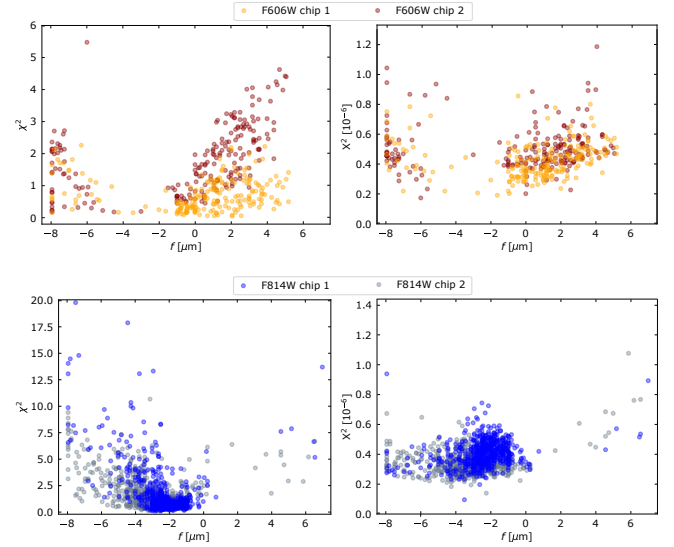 F606W chip 1 F606W chip 2
6
5
4
3
2
1
0
χ²
−8 −6 −4 −2 0 2 4 6
f [μm]
1.2
1.0
0.8
0.6
0.4
0.2
0.0
X² [10⁻⁶]
−8 −6 −4 −2 0 2 4 6
f [μm]
F814W chip 1 F814W chip 2
20.0
17.5
15.0
12.5
10.0
7.5
5.0
2.5
0.0
χ²
−8 −6 −4 −2 0 2 4 6
f [μm]
1.4
1.2
1.0
0.8
0.6
0.4
0.2
0.0
X² [10⁻⁶]
−8 −6 −4 −2 0 2 4 6
f [μm]